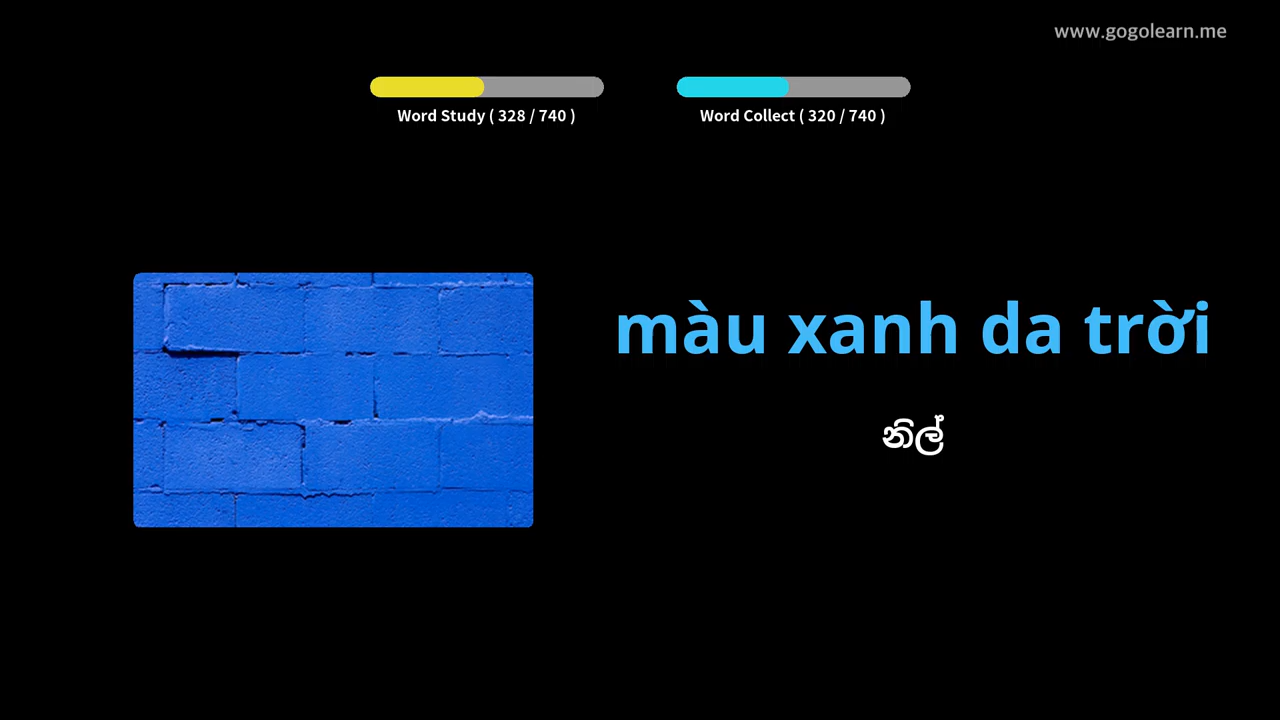 www.gogolearn.me
Word Study ( 328 / 740 )
Word Collect ( 320 / 740 )
màu xanh da trời
නිල්